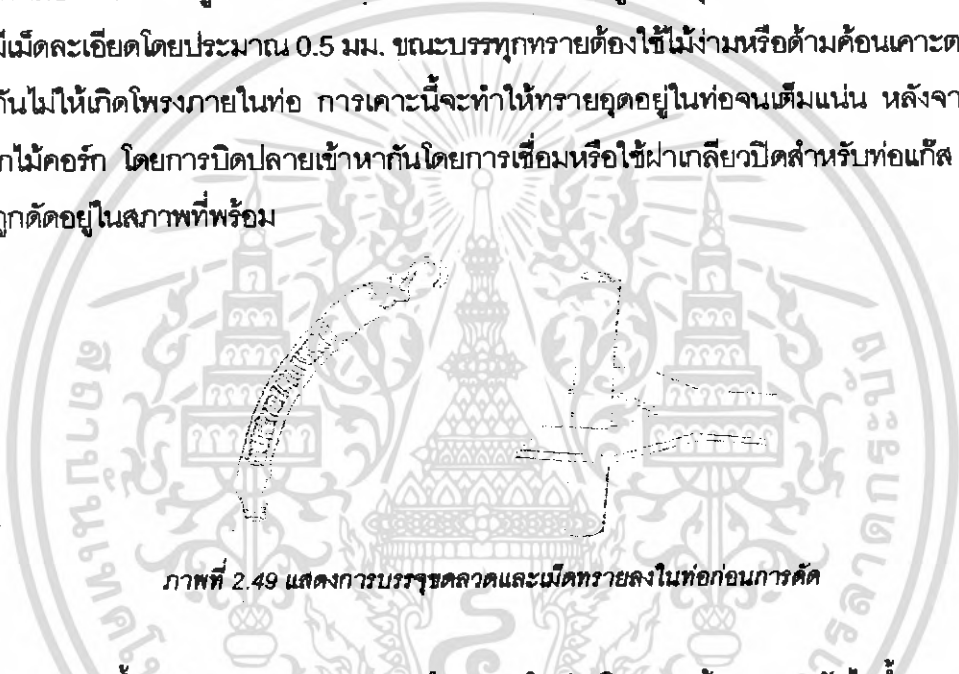 มีเม็ดละเอียดโดยประมาณ 0.5 มม. ขณะบรรทุกทรายต้องใช้ไม้ง่ามหรือด้ามค้อนเคาะต
กันไม่ให้เกิดโพรงภายในท่อ การเคาะนี้จะทำให้ทรายอุดอยู่ในท่อจนเต็มแน่น หลังจา
กไม้คอร์ก โดยการบิดปลายเข้าหากันโดยการเชื่อมหรือใช้ฝาเกลียวปิดสำหรับท่อแก๊ส
ถูกดัดอยู่ในสภาพที่พร้อม
ภาพที่ 2.49 แสดงการบรรจุขดลวดและเม็ดทรายลงในท่อก่อนการดัด